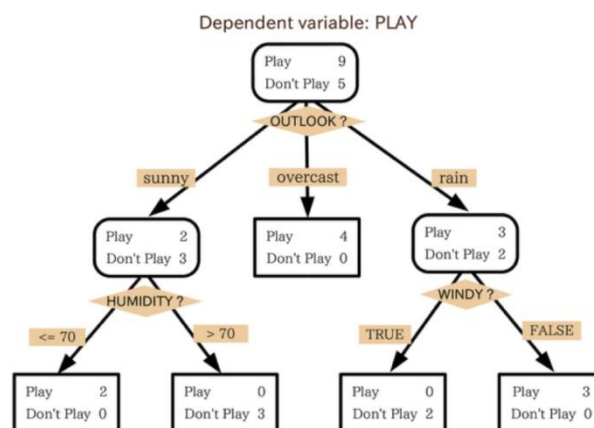 Dependent variable: PLAY
Play 9
Don't Play 5
OUTLOOK ?
sunny
overcast
rain
Play 2
Don't Play 3
Play 4
Don't Play 0
Play 3
Don't Play 2
HUMIDITY ?
WINDY ?
<= 70
> 70
TRUE
FALSE
Play 2
Don't Play 0
Play 0
Don't Play 3
Play 0
Don't Play 2
Play 3
Don't Play 0